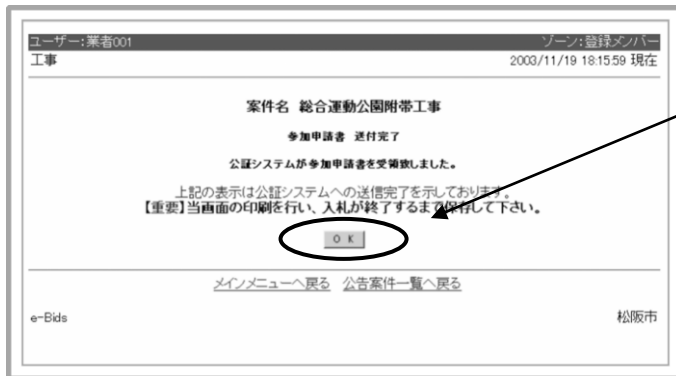 ユーザー:業者001 ゾーン:登録メンバー
工事 2003/11/19 18:15:59 現在
案件名 総合運動公園附帯工事
参加申請書 送付完了
公証システムが参加申請書を受領致しました。
上記の表示は公証システムへの送信完了を示しております。
【重要】当画面の印刷を行い、入札が終了するまで保存して下さい。
OK
メインメニューへ戻る 公告案件一覧へ戻る
e-Bids 松阪市